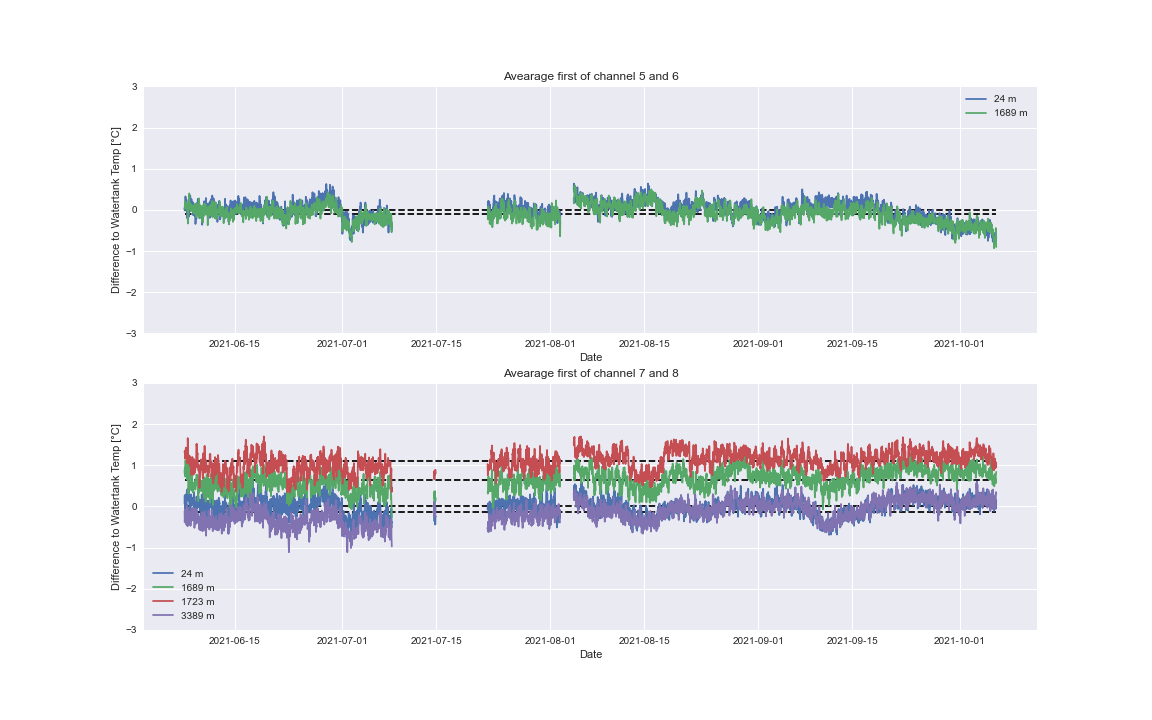 Avearage first of channel 5 and 6
Difference to Watertank Temp [°C]
3
2
1
0
−1
−2
−3
24 m
1689 m
2021-06-15 2021-07-01 2021-07-15 2021-08-01 2021-08-15 2021-09-01 2021-09-15 2021-10-01
Date
Avearage first of channel 7 and 8
Difference to Watertank Temp [°C]
3
2
1
0
−1
−2
−3
24 m
1689 m
1723 m
3389 m
2021-06-15 2021-07-01 2021-07-15 2021-08-01 2021-08-15 2021-09-01 2021-09-15 2021-10-01
Date